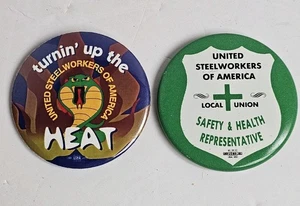 turnin' up the
UNITED STEELWORKERS OF AMERICA
HEAT
UNITED
STEELWORKERS
OF AMERICA
LOCAL UNION
SAFETY & HEALTH
REPRESENTATIVE